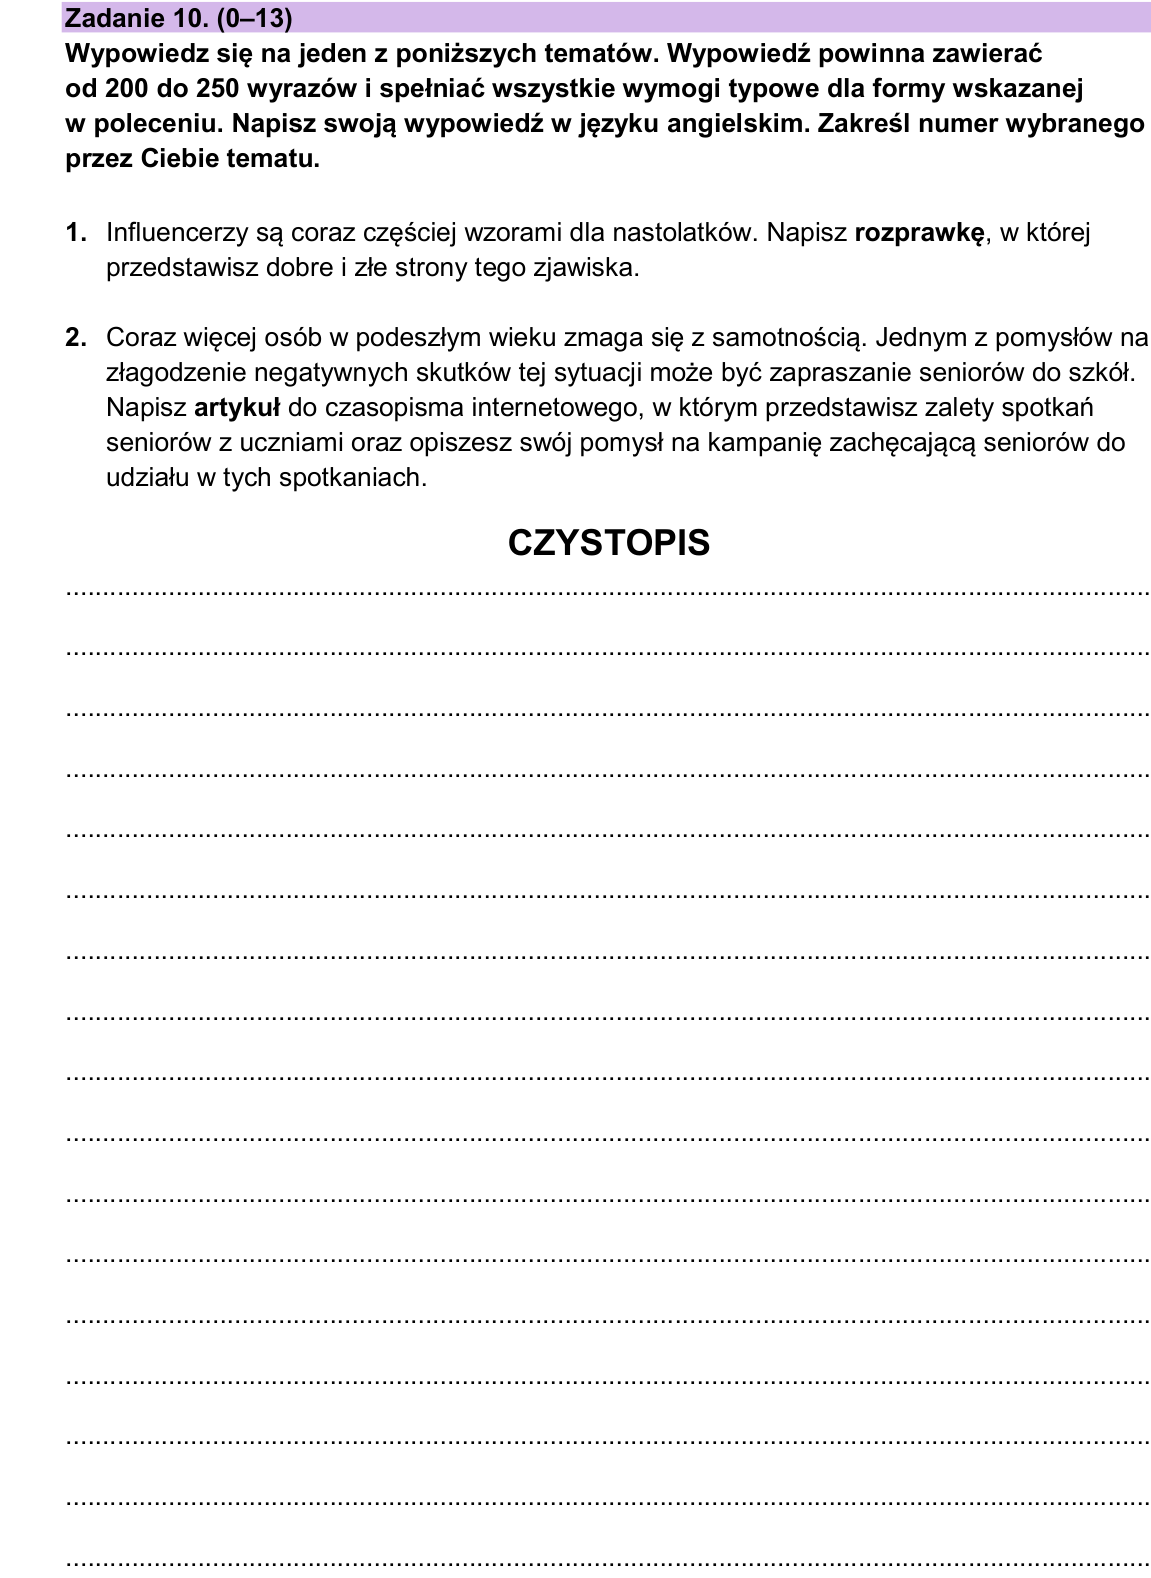 Zadanie 10. (0–13)
Wypowiedz się na jeden z poniższych tematów. Wypowiedź powinna zawierać
od 200 do 250 wyrazów i spełniać wszystkie wymogi typowe dla formy wskazanej
w poleceniu. Napisz swoją wypowiedź w języku angielskim. Zakreśl numer wybranego
przez Ciebie tematu.
1. Influencerzy są coraz częściej wzorami dla nastolatków. Napisz rozprawkę, w której
przedstawisz dobre i złe strony tego zjawiska.
2. Coraz więcej osób w podeszłym wieku zmaga się z samotnością. Jednym z pomysłów na
złagodzenie negatywnych skutków tej sytuacji może być zapraszanie seniorów do szkół.
Napisz artykuł do czasopisma internetowego, w którym przedstawisz zalety spotkań
seniorów z uczniami oraz opiszesz swój pomysł na kampanię zachęcającą seniorów do
udziału w tych spotkaniach.
CZYSTOPIS